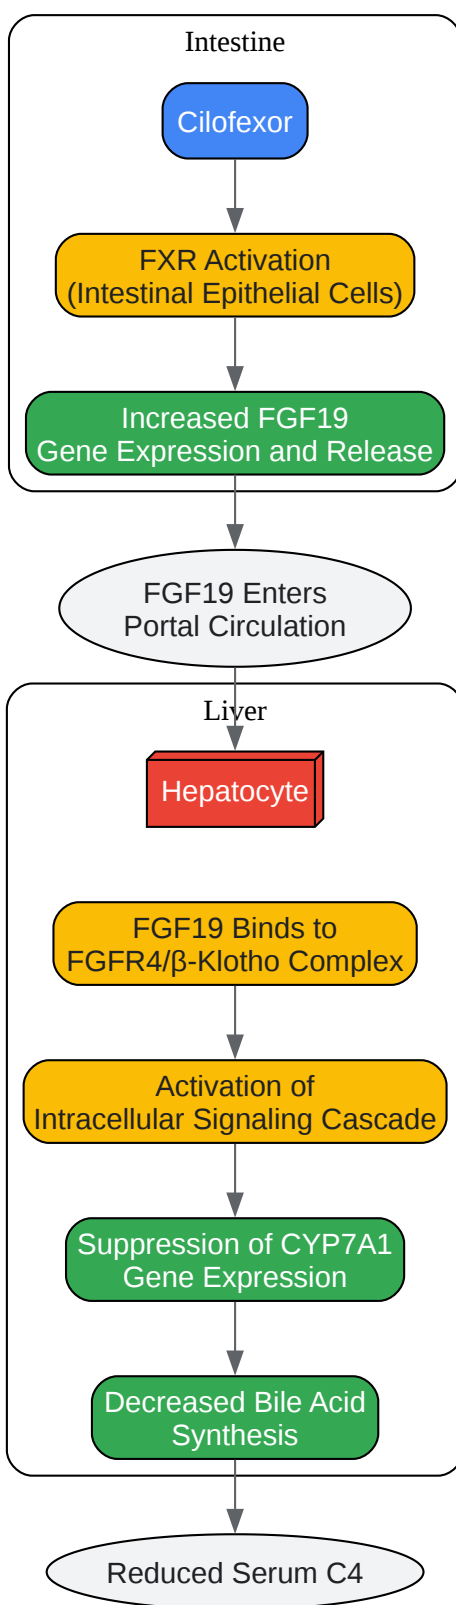 Intestine
Cilofexor
FXR Activation
(Intestinal Epithelial Cells)
Increased FGF19
Gene Expression and Release
FGF19 Enters
Portal Circulation
Liver
Hepatocyte
FGF19 Binds to
FGFR4/β-Klotho Complex
Activation of
Intracellular Signaling Cascade
Suppression of CYP7A1
Gene Expression
Decreased Bile Acid
Synthesis
Reduced Serum C4